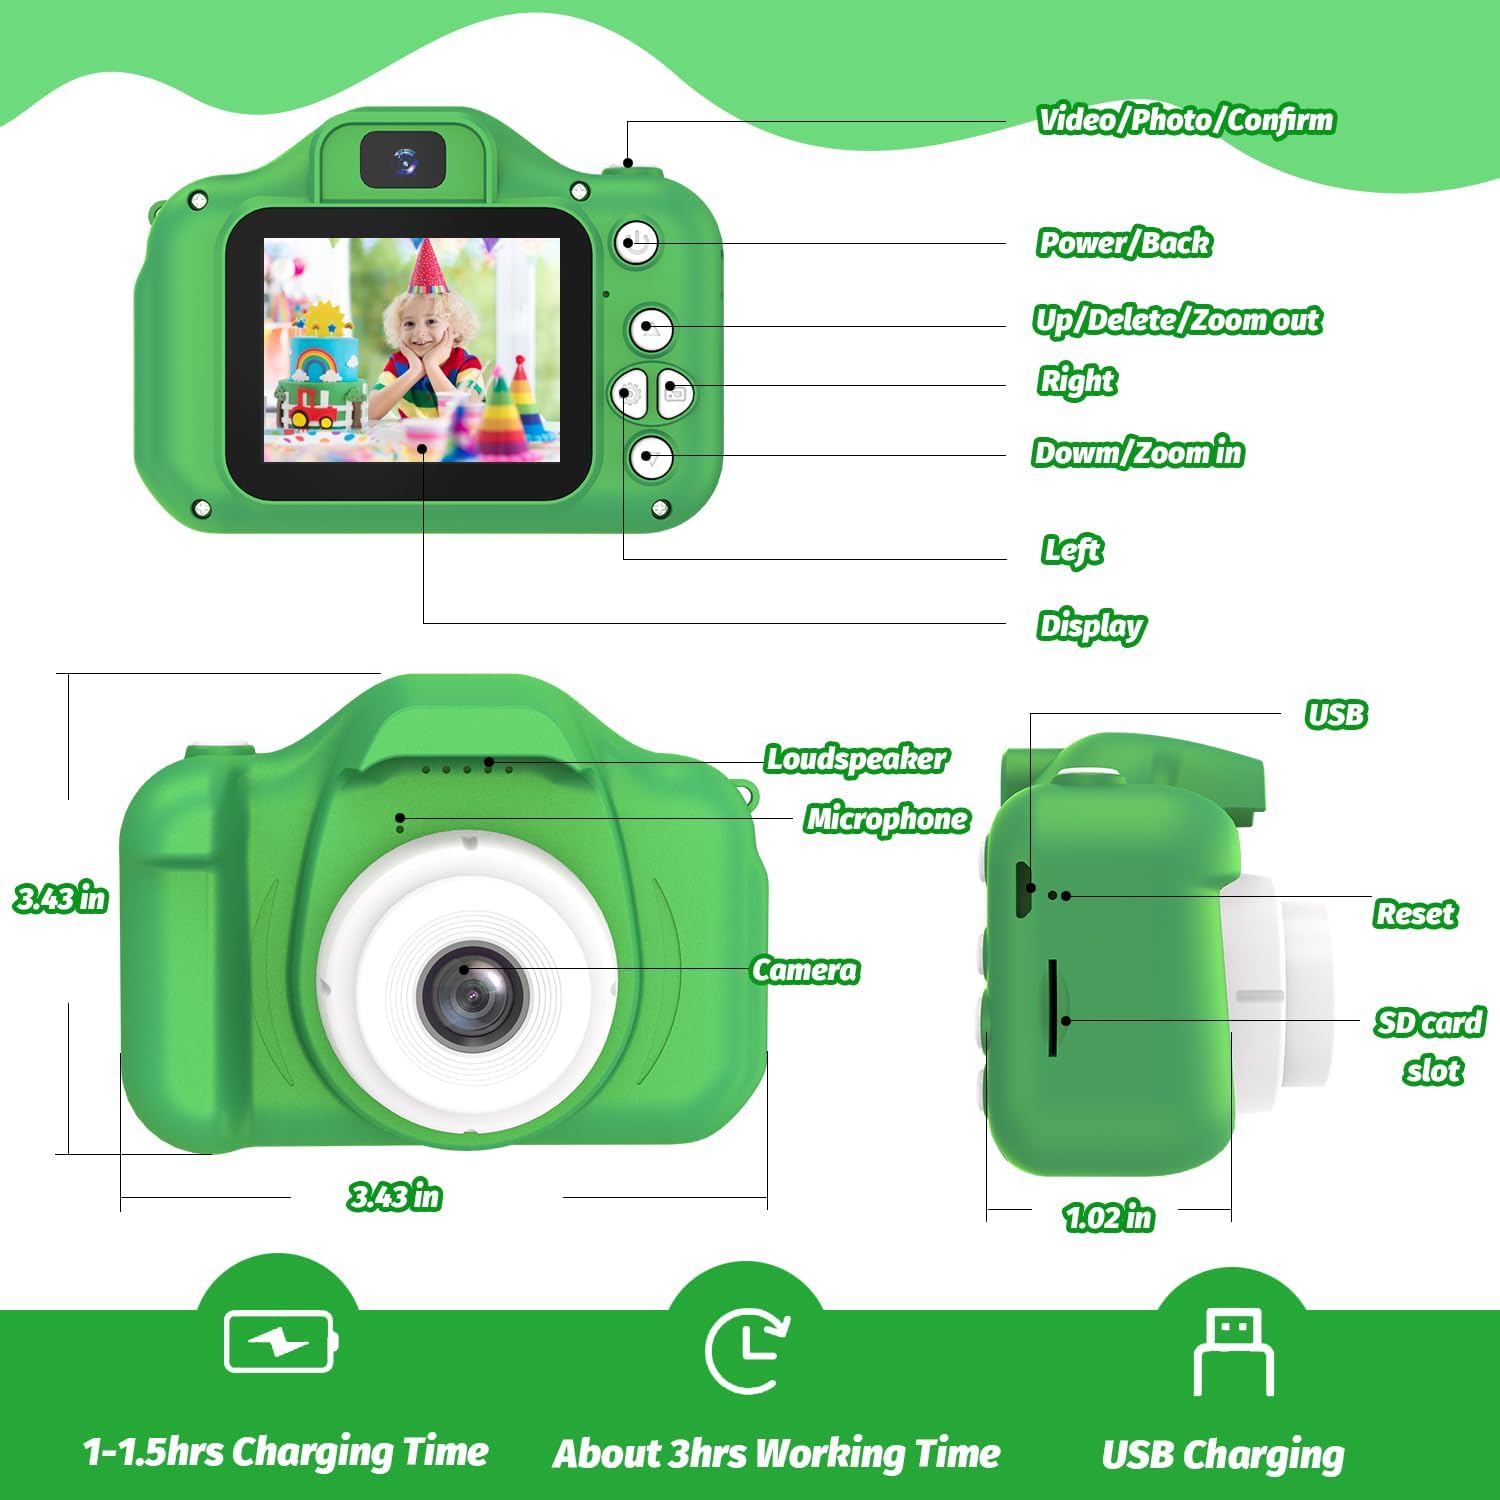 Video/Photo/Confirm
Power/Back
Up/Delete/Zoom out
Right
Dowm/Zoom in
Left
Display
USB
Loudspeaker
Microphone
3.43 in
Reset
Camera
SD card
slot
3.43 in
1.02 in
1-1.5hrs Charging Time
About 3hrs Working Time
USB Charging